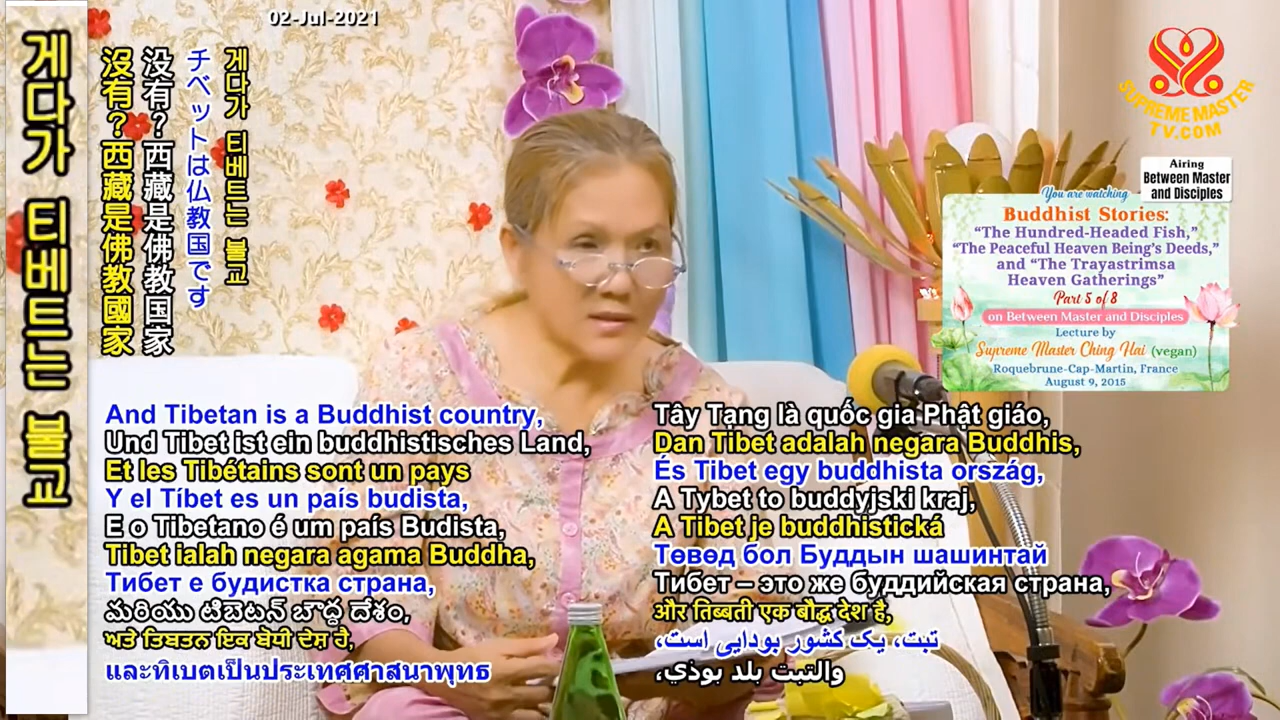 02-Jul-2021
게다가 티베트는 불교
沒有？西藏是佛教國家
没有？西藏是佛教国家
チベットは仏教国です
게다가 티베트는 불교
SUPREME MASTER
TV.COM
Airing
Between Master
and Disciples
You are watching
Buddhist Stories:
“The Hundred-Headed Fish,”
“The Peaceful Heaven Being’s Deeds,”
and “The Trayastrimsa
Heaven Gatherings”
Part 5 of 8
on Between Master and Disciples
Lecture by
Supreme Master Ching Hai (vegan)
Roquebrune-Cap-Martin, France
August 9, 2015
And Tibetan is a Buddhist country,
Und Tibet ist ein buddhistisches Land,
Et les Tibétains sont un pays
Y el Tíbet es un país budista,
E o Tibetano é um país Budista,
Tibet ialah negara agama Buddha,
Тибет е будистка страна,
మరియు టిబెటన్ బౌద్ధ దేశం,
ਅਤੇ ਤਿਬਤਨ ਇਕ ਬੋਧੀ ਦੇਸ਼ ਹੈ,
และทิเบตเป็นประเทศศาสนาพุทธ
Tây Tạng là quốc gia Phật giáo,
Dan Tibet adalah negara Buddhis,
És Tibet egy buddhista ország,
A Tybet to buddyjski kraj,
A Tibet je buddhistická
Төвөд бол Буддын шашинтай
Тибет – это же буддийская страна,
और तिब्बती एक बौद्ध देश है,
تبت، یک کشور بودایی است،
والتبت بلد بوذي،